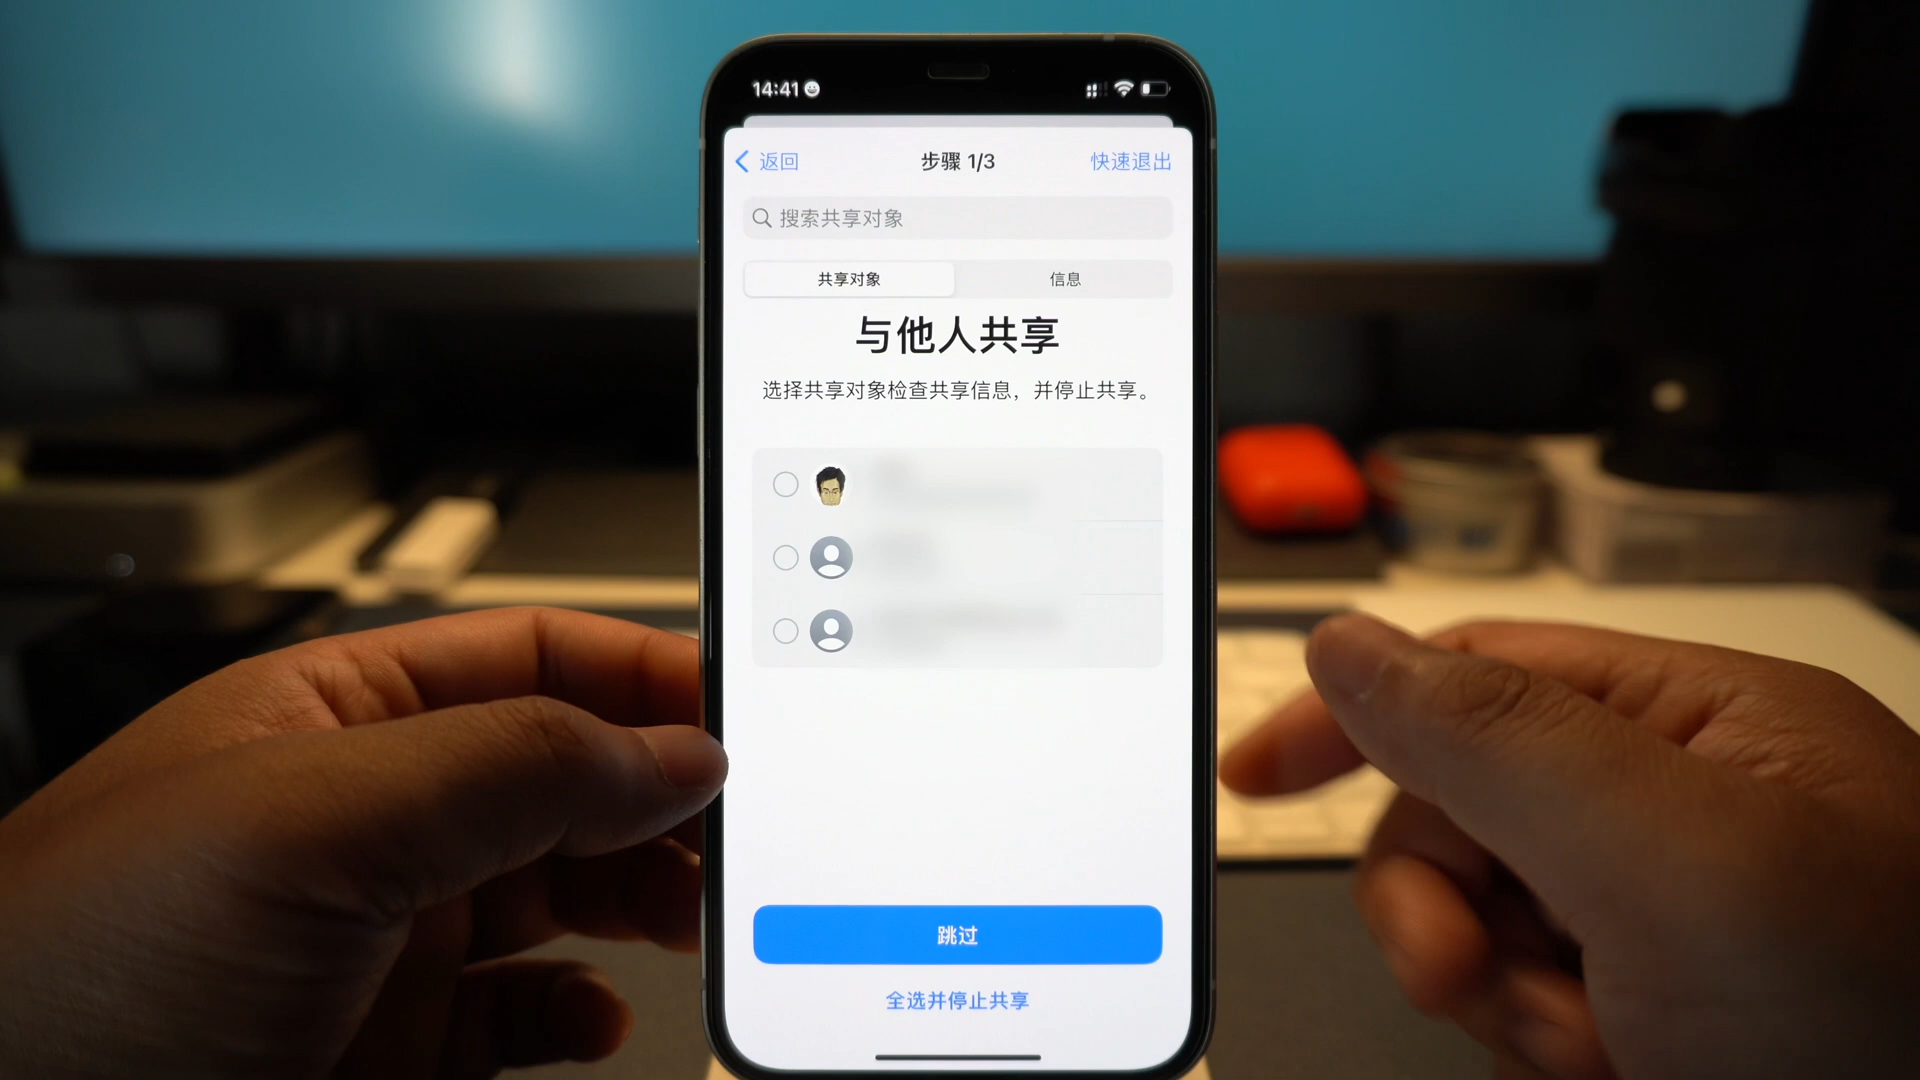 14:41
返回
步骤 1/3
快速退出
搜索共享对象
共享对象
信息
与他人共享
选择共享对象检查共享信息，并停止共享。
跳过
全选并停止共享